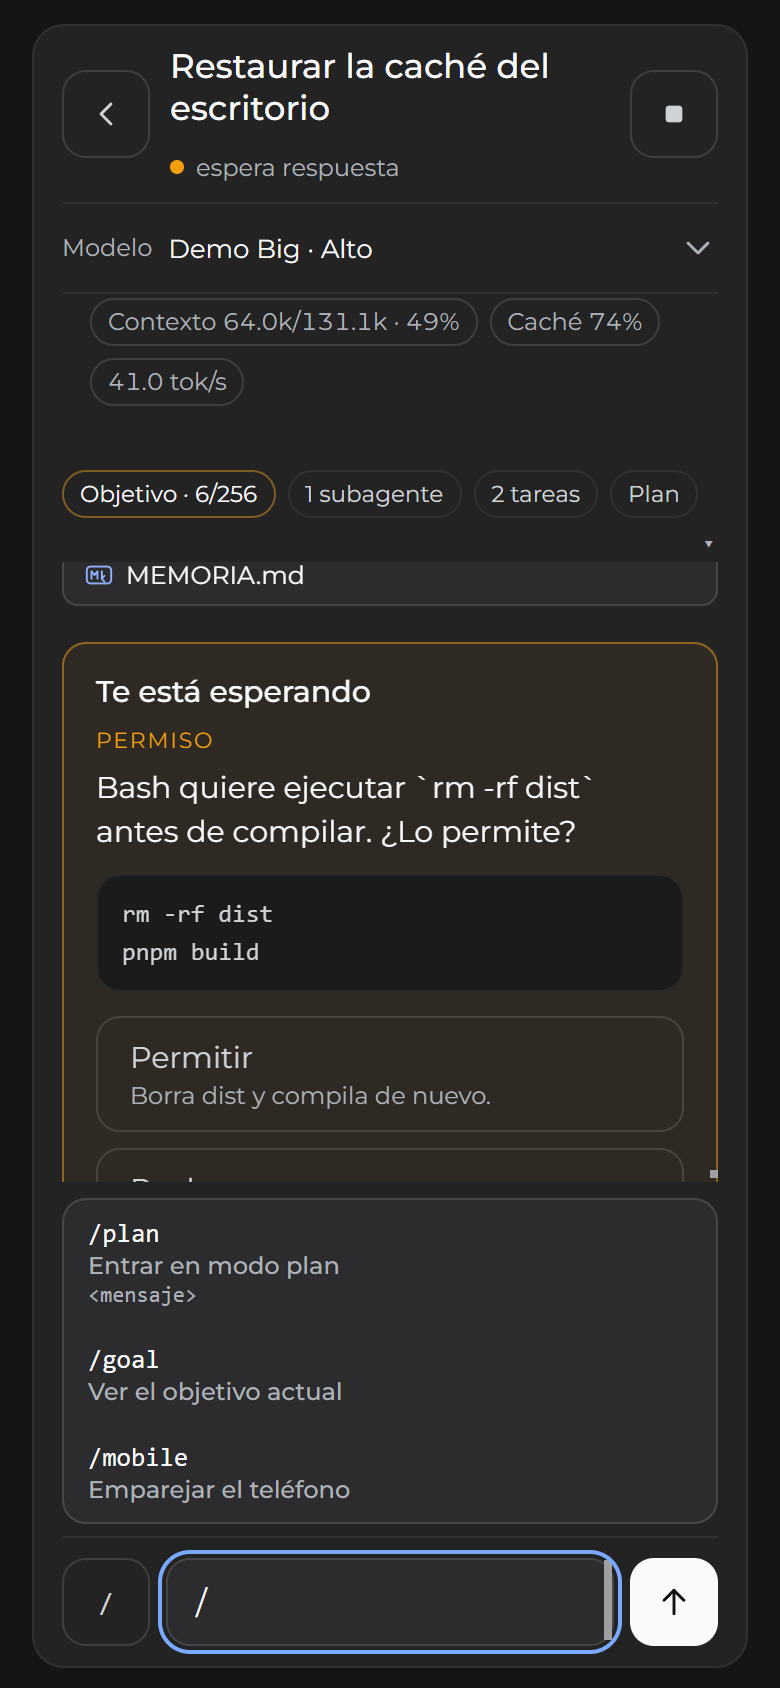 Restaurar la caché del
escritorio
espera respuesta
Modelo Demo Big · Alto
Contexto 64.0k/131.1k · 49% Caché 74%
41.0 tok/s
Objetivo · 6/256 1 subagente 2 tareas Plan
MEMORIA.md
Te está esperando
PERMISO
Bash quiere ejecutar `rm -rf dist`
antes de compilar. ¿Lo permite?
rm -rf dist
pnpm build
Permitir
Borra dist y compila de nuevo.
/plan
Entrar en modo plan
<mensaje>
/goal
Ver el objetivo actual
/mobile
Emparejar el teléfono
/ /